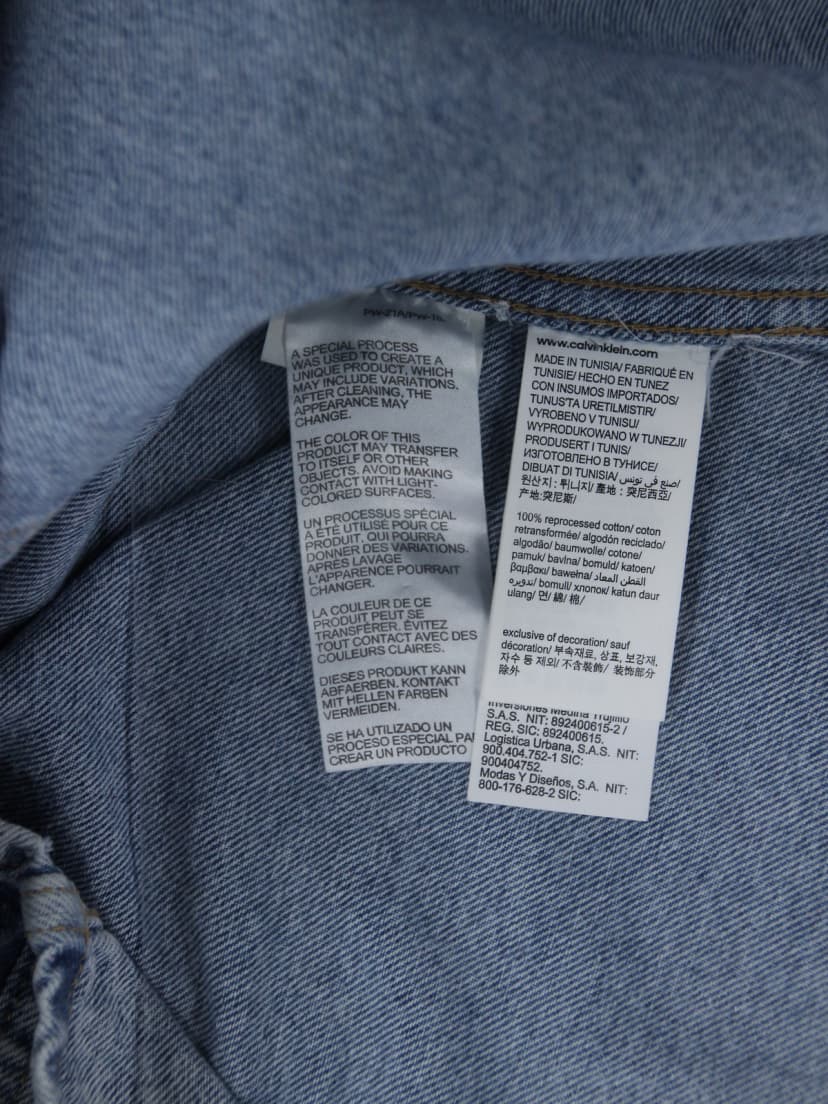 PW-21A/PW-18
A SPECIAL PROCESS
WAS USED TO CREATE A
UNIQUE PRODUCT, WHICH
MAY INCLUDE VARIATIONS.
AFTER CLEANING, THE
APPEARANCE MAY
CHANGE.
THE COLOR OF THIS
PRODUCT MAY TRANSFER
TO ITSELF OR OTHER
OBJECTS. AVOID MAKING
CONTACT WITH LIGHT-
COLORED SURFACES.
UN PROCESSUS SPÉCIAL
A ÉTÉ UTILISÉ POUR CE
PRODUIT, QUI POURRA
DONNER DES VARIATIONS.
APRÈS LAVAGE
L'APPARENCE POURRAIT
CHANGER.
LA COULEUR DE CE
PRODUIT PEUT SE
TRANSFÉRER. ÉVITEZ
TOUT CONTACT AVEC DES
COULEURS CLAIRES.
DIESES PRODUKT KANN
ABFAERBEN. KONTAKT
MIT HELLEN FARBEN
VERMEIDEN.
SE HA UTILIZADO UN
PROCESO ESPECIAL PA
CREAR UN PRODUCTO
www.calvinklein.com
MADE IN TUNISIA/ FABRIQUÉ EN
TUNISIE/ HECHO EN TUNEZ
CON INSUMOS IMPORTADOS/
TUNUS'TA URETILMISTIR/
VYROBENO V TUNISU/
WYPRODUKOWANO W TUNEZJI/
PRODUSERT I TUNIS/
ИЗГОТОВЛЕНО В ТУНИСЕ/
DIBUAT DI TUNISIA/ صنع في تونس/
원산지 : 튀니지/ 產地 : 突尼西亞/
产地:突尼斯/
100% reprocessed cotton/ coton
retransformée/ algodón reciclado/
algodão/ baumwolle/ cotone/
pamuk/ bavlna/ bomuld/ katoen/
βαμβακι/ bawełna/ القطن المعاد
تدويره/ bomull/ хлопок/ katun daur
ulang/ 면/ 綿/ 棉/
exclusive of decoration/ sauf
décoration/ 부속재료, 상표, 보강재,
자수 등 제외/ 不含裝飾/ 装饰部分
除外
Inversiones Medina Trujillo
S.A.S. NIT: 892400615-2 /
REG. SIC: 892400615.
Logistica Urbana, S.A.S. NIT:
900.404.752-1 SIC:
900404752.
Modas Y Diseños, S.A. NIT:
800-176-628-2 SIC: